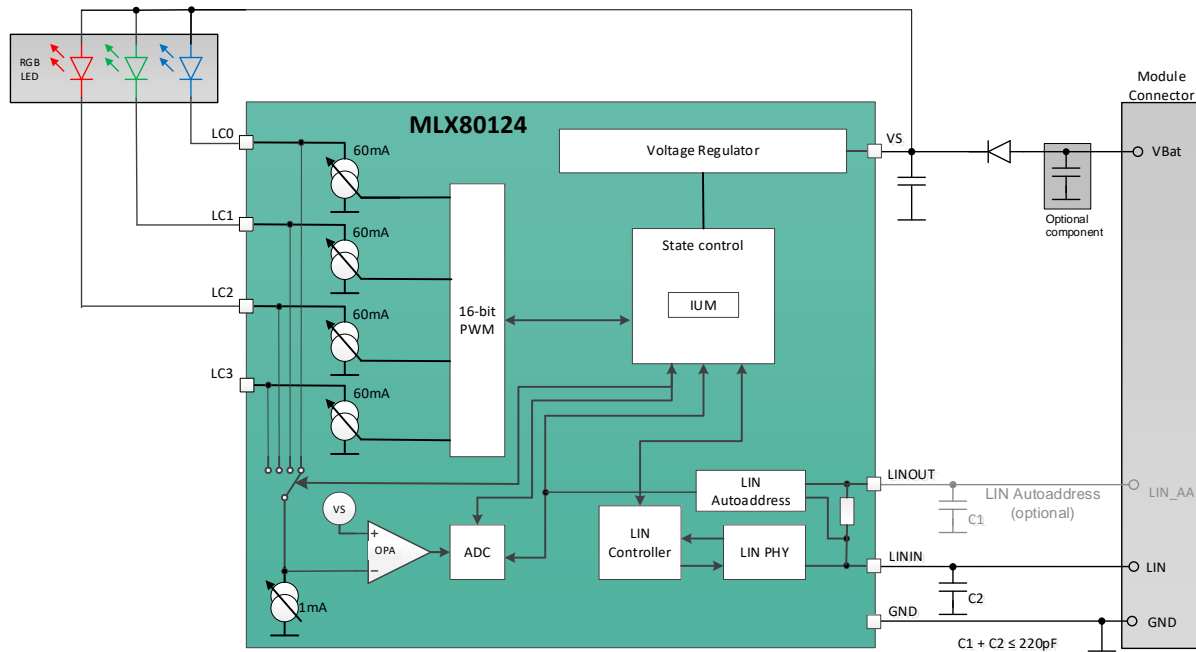 RGB
LED
MLX80124
Module
Connector
LC0
60mA
Voltage Regulator
VS
VBat
Optional
component
LC1
60mA
State control
IUM
LC2
60mA
16-bit
PWM
LC3
60mA
LINOUT
LIN
Autoaddress
LIN Autoaddress
(optional)
LIN_AA
C1
VS
+
OPA
−
ADC
LIN
Controller
LIN PHY
LININ
LIN
C2
1mA
GND
GND
C1 + C2 ≤ 220pF